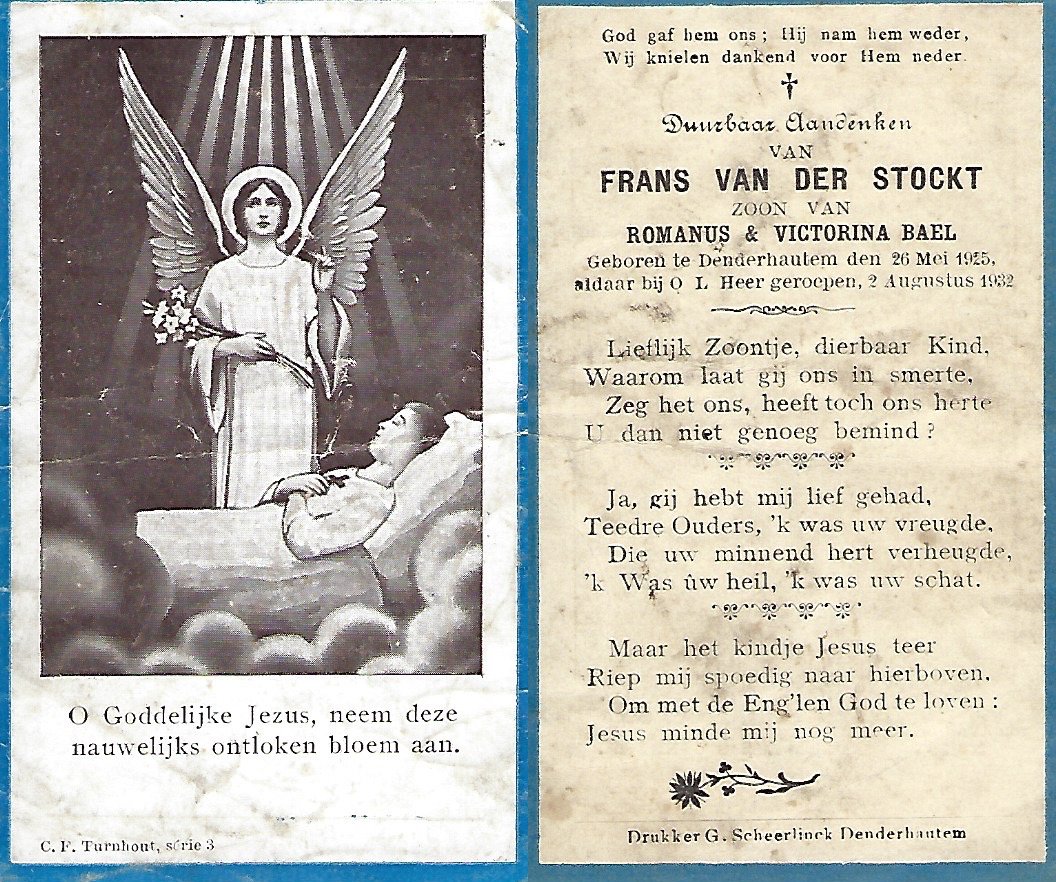 O Goddelijke Jezus, neem deze
nauwelijks ontloken bloem aan.
C. F. Turnhout, série 3
God gaf hem ons ; Hij nam hem weder,
Wij knielen dankend voor Hem neder.
Duurbaar Aandenken
VAN
FRANS VAN DER STOCKT
ZOON VAN
ROMANUS & VICTORINA BAEL
Geboren te Denderhautem den 26 Mei 1925,
aldaar bij O L Heer geroepen, 2 Augustus 1932
Lieflijk Zoontje, dierbaar Kind,
Waarom laat gij ons in smerte,
Zeg het ons, heeft toch ons herte
U dan niet genoeg bemind ?
Ja, gij hebt mij lief gehad,
Teedre Ouders, 'k was uw vreugde,
Die uw minnend hert verheugde,
'k Was ûw heil, 'k was uw schat.
Maar het kindje Jesus teer
Riep mij spoedig naar hierboven,
Om met de Eng'len God te loven :
Jesus minde mij nog meer.
Drukker G. Scheerlinck Denderhautem